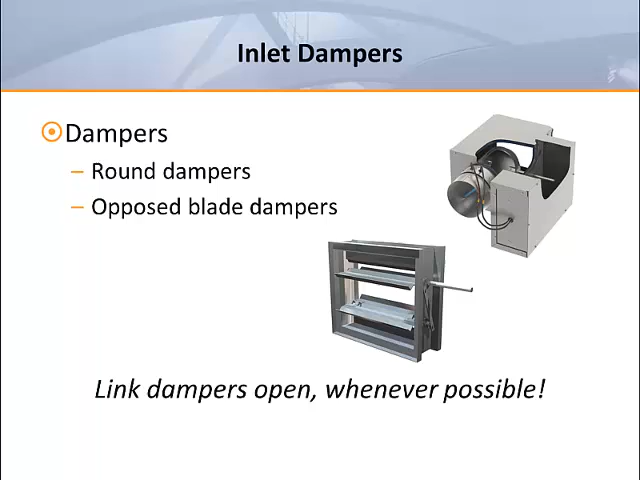 Inlet Dampers
Dampers
– Round dampers
– Opposed blade dampers
Link dampers open, whenever possible!